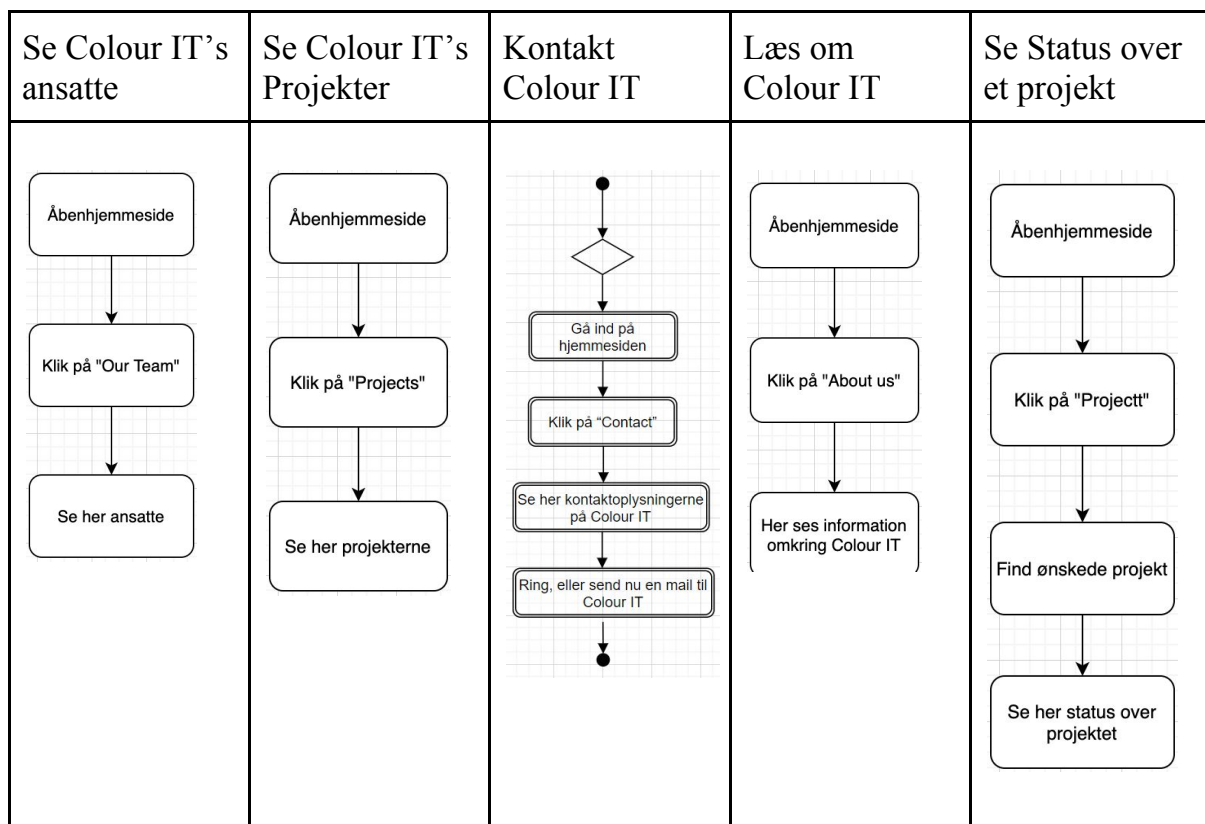 Se Colour IT’s
ansatte
Se Colour IT’s
Projekter
Kontakt
Colour IT
Læs om
Colour IT
Se Status over
et projekt
Åbenhjemmeside
Klik på "Our Team"
Se her ansatte
Åbenhjemmeside
Klik på "Projects"
Se her projekterne
Gå ind på
hjemmesiden
Klik på “Contact”
Se her kontaktoplysningerne
på Colour IT
Ring, eller send nu en mail til
Colour IT
Åbenhjemmeside
Klik på "About us"
Her ses information
omkring Colour IT
Åbenhjemmeside
Klik på "Projectt"
Find ønskede projekt
Se her status over
projektet